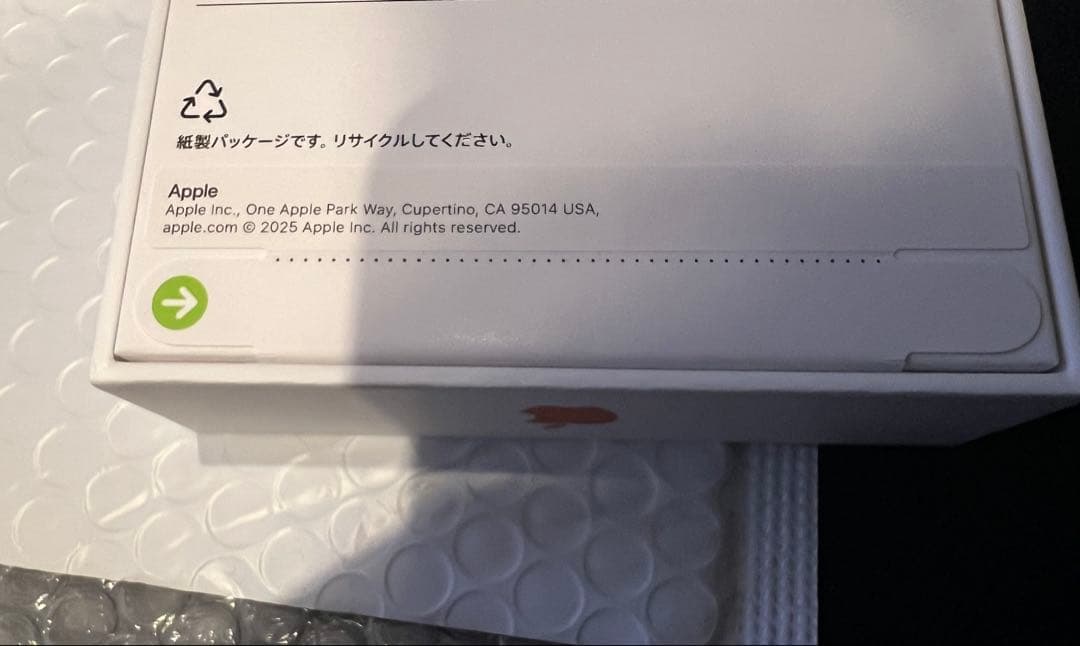 紙製パッケージです。リサイクルしてください。
Apple
Apple Inc., One Apple Park Way, Cupertino, CA 95014 USA,
apple.com © 2025 Apple Inc. All rights reserved.